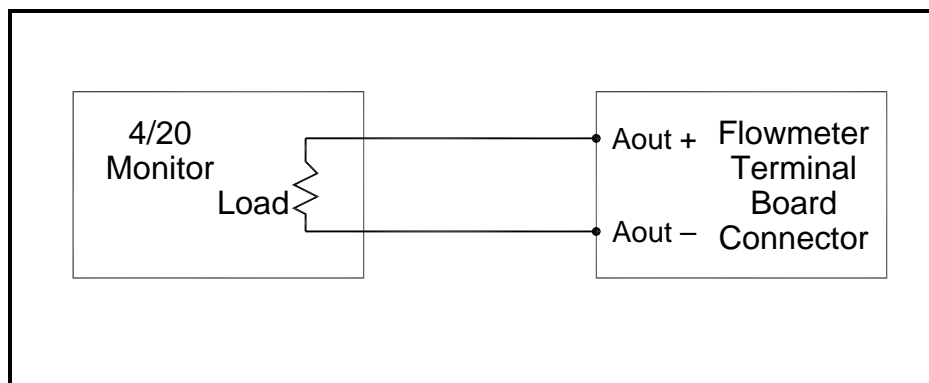 4/20
Monitor
Load
Aout +
Aout –
Flowmeter
Terminal
Board
Connector